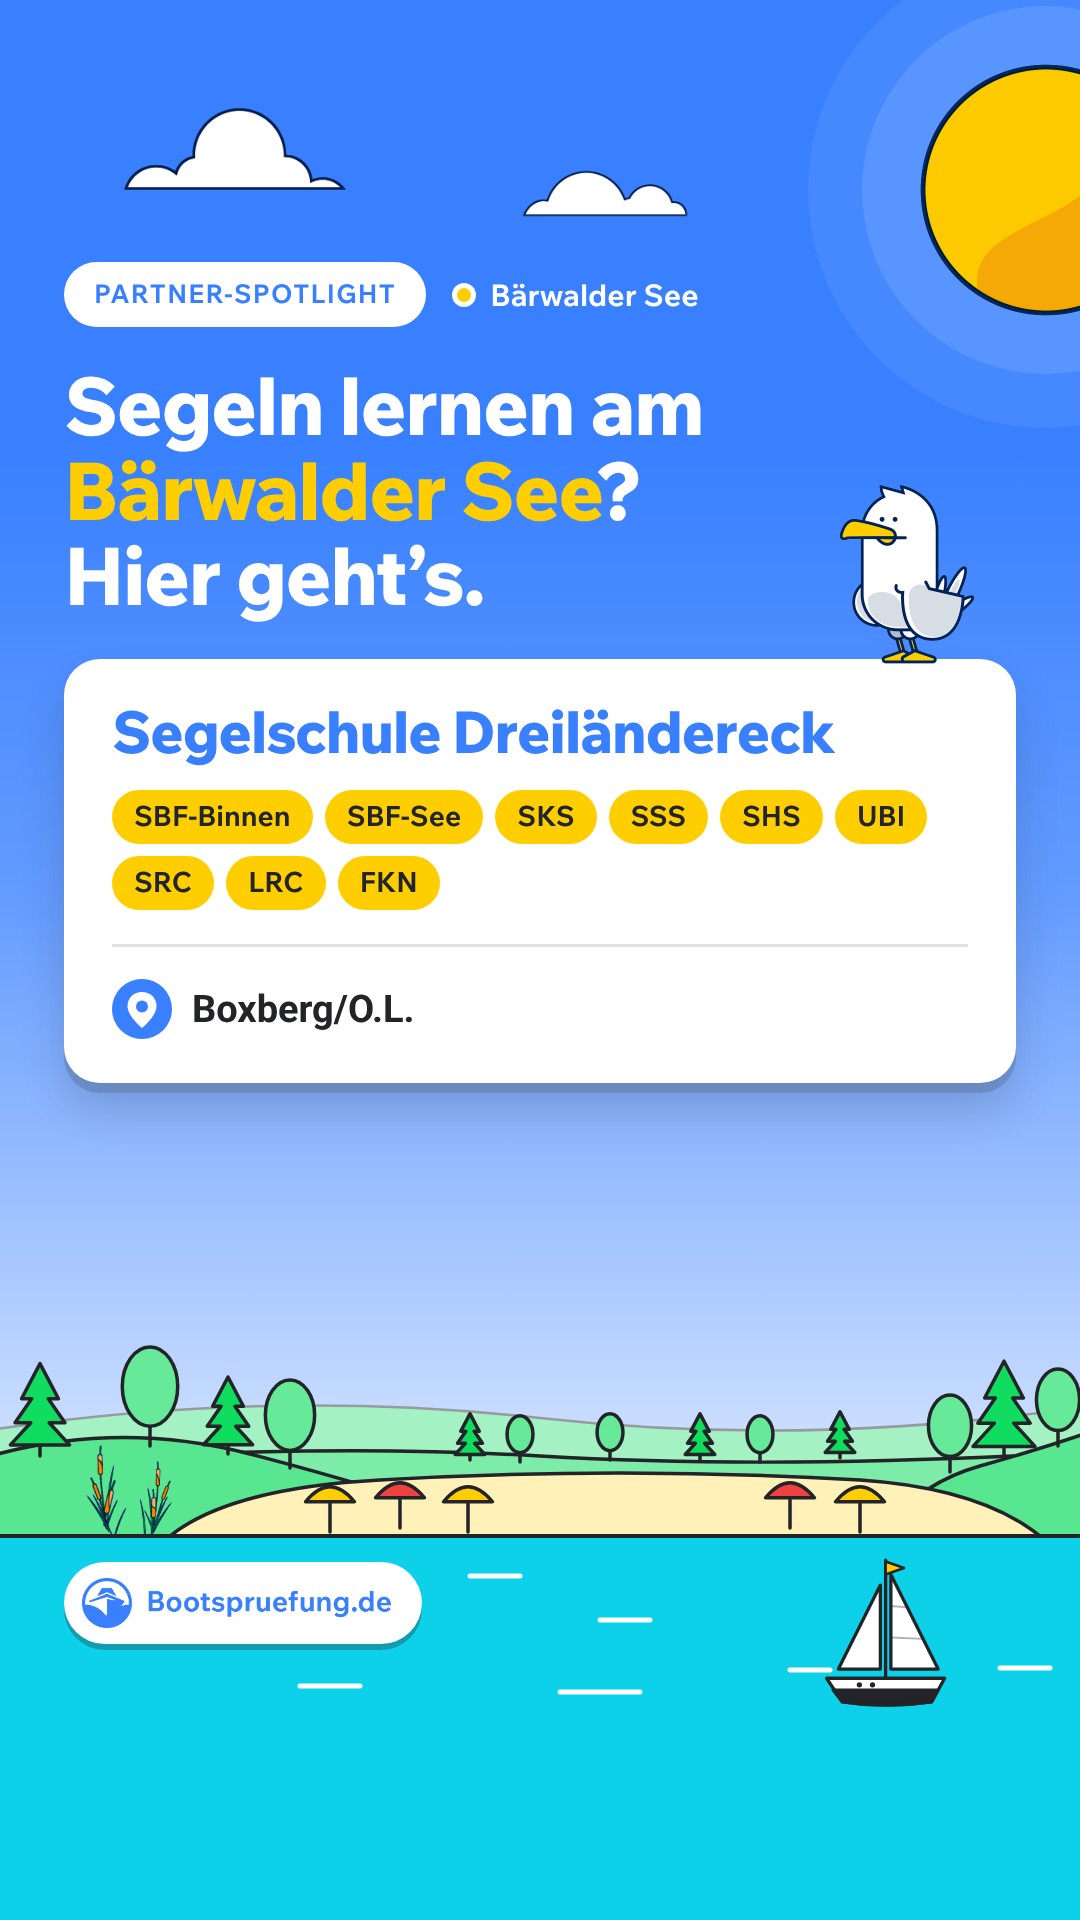 PARTNER-SPOTLIGHT
Bärwalder See
Segeln lernen am
Bärwalder See?
Hier geht’s.
Segelschule Dreiländereck
SBF-Binnen SBF-See SKS SSS SHS UBI
SRC LRC FKN
Boxberg/O.L.
Bootspruefung.de